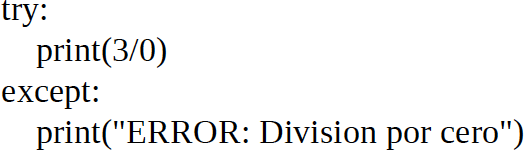 try:
    print(3/0)
except:
    print("ERROR: Division por cero")